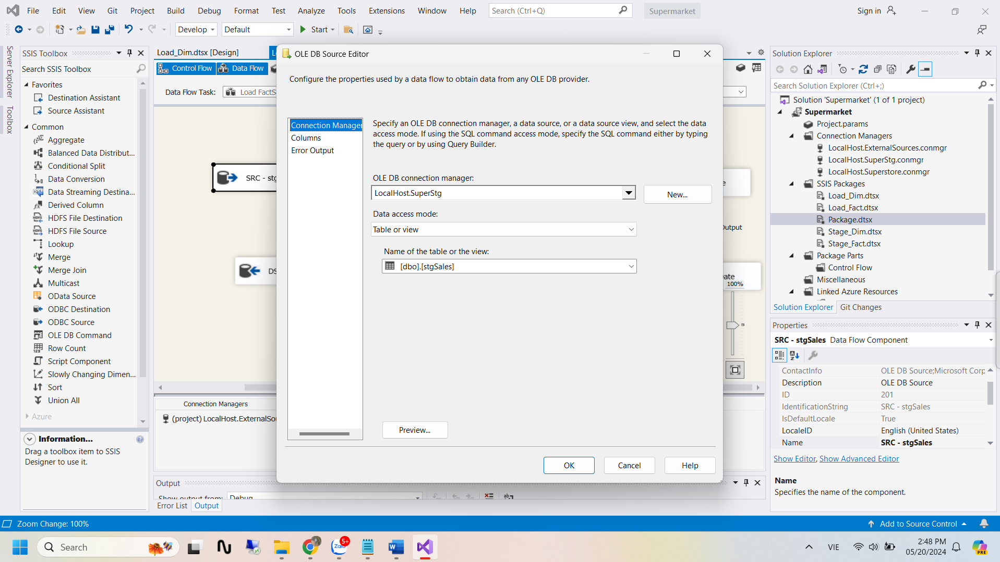 File Edit View Git Project Build Debug Format Test Analyze Tools Extensions Window Help Search (Ctrl+Q) Supermarket Sign in
Develop Default Start
Server Explorer
Toolbox
SSIS Toolbox
Search SSIS Toolbox
Favorites
Destination Assistant
Source Assistant
Common
Aggregate
Balanced Data Distribut...
Conditional Split
Data Conversion
Data Streaming Destina...
Derived Column
HDFS File Destination
HDFS File Source
Lookup
Merge
Merge Join
Multicast
OData Source
ODBC Destination
ODBC Source
OLE DB Command
Row Count
Script Component
Slowly Changing Dimen...
Sort
Union All
Azure
Information...
Drag a toolbox item to SSIS
Designer to use it.
Load_Dim.dtsx [Design]
Control Flow Data Flow
Data Flow Task: Load FactS
SRC - stg
DS
Output
ate
100%
Connection Managers
(project) LocalHost.ExternalSou
OLE DB Source Editor
Configure the properties used by a data flow to obtain data from any OLE DB provider.
Connection Manager
Columns
Error Output
Specify an OLE DB connection manager, a data source, or a data source view, and select the data
access mode. If using the SQL command access mode, specify the SQL command either by typing
the query or by using Query Builder.
OLE DB connection manager:
LocalHost.SuperStg
New...
Data access mode:
Table or view
Name of the table or the view:
[dbo].[stgSales]
Preview...
OK Cancel Help
Output
Show output from: Debug
Error List Output
Solution Explorer
Search Solution Explorer (Ctrl+;)
Solution 'Supermarket' (1 of 1 project)
Supermarket
Project.params
Connection Managers
LocalHost.ExternalSources.conmgr
LocalHost.SuperStg.conmgr
LocalHost.Superstore.conmgr
SSIS Packages
Load_Dim.dtsx
Load_Fact.dtsx
Package.dtsx
Stage_Dim.dtsx
Stage_Fact.dtsx
Package Parts
Control Flow
Miscellaneous
Linked Azure Resources
Solution Explorer Git Changes
Properties
SRC - stgSales Data Flow Component
ContactInfo OLE DB Source;Microsoft Corp
Description OLE DB Source
ID 201
IdentificationString SRC - stgSales
IsDefaultLocale True
LocaleID English (United States)
Name SRC - stgSales
Show Editor, Show Advanced Editor
Name
Specifies the name of the component.
Zoom Change: 100%
Add to Source Control
Search
Zalo
5+
VIE
2:48 PM
05/20/2024
PRE